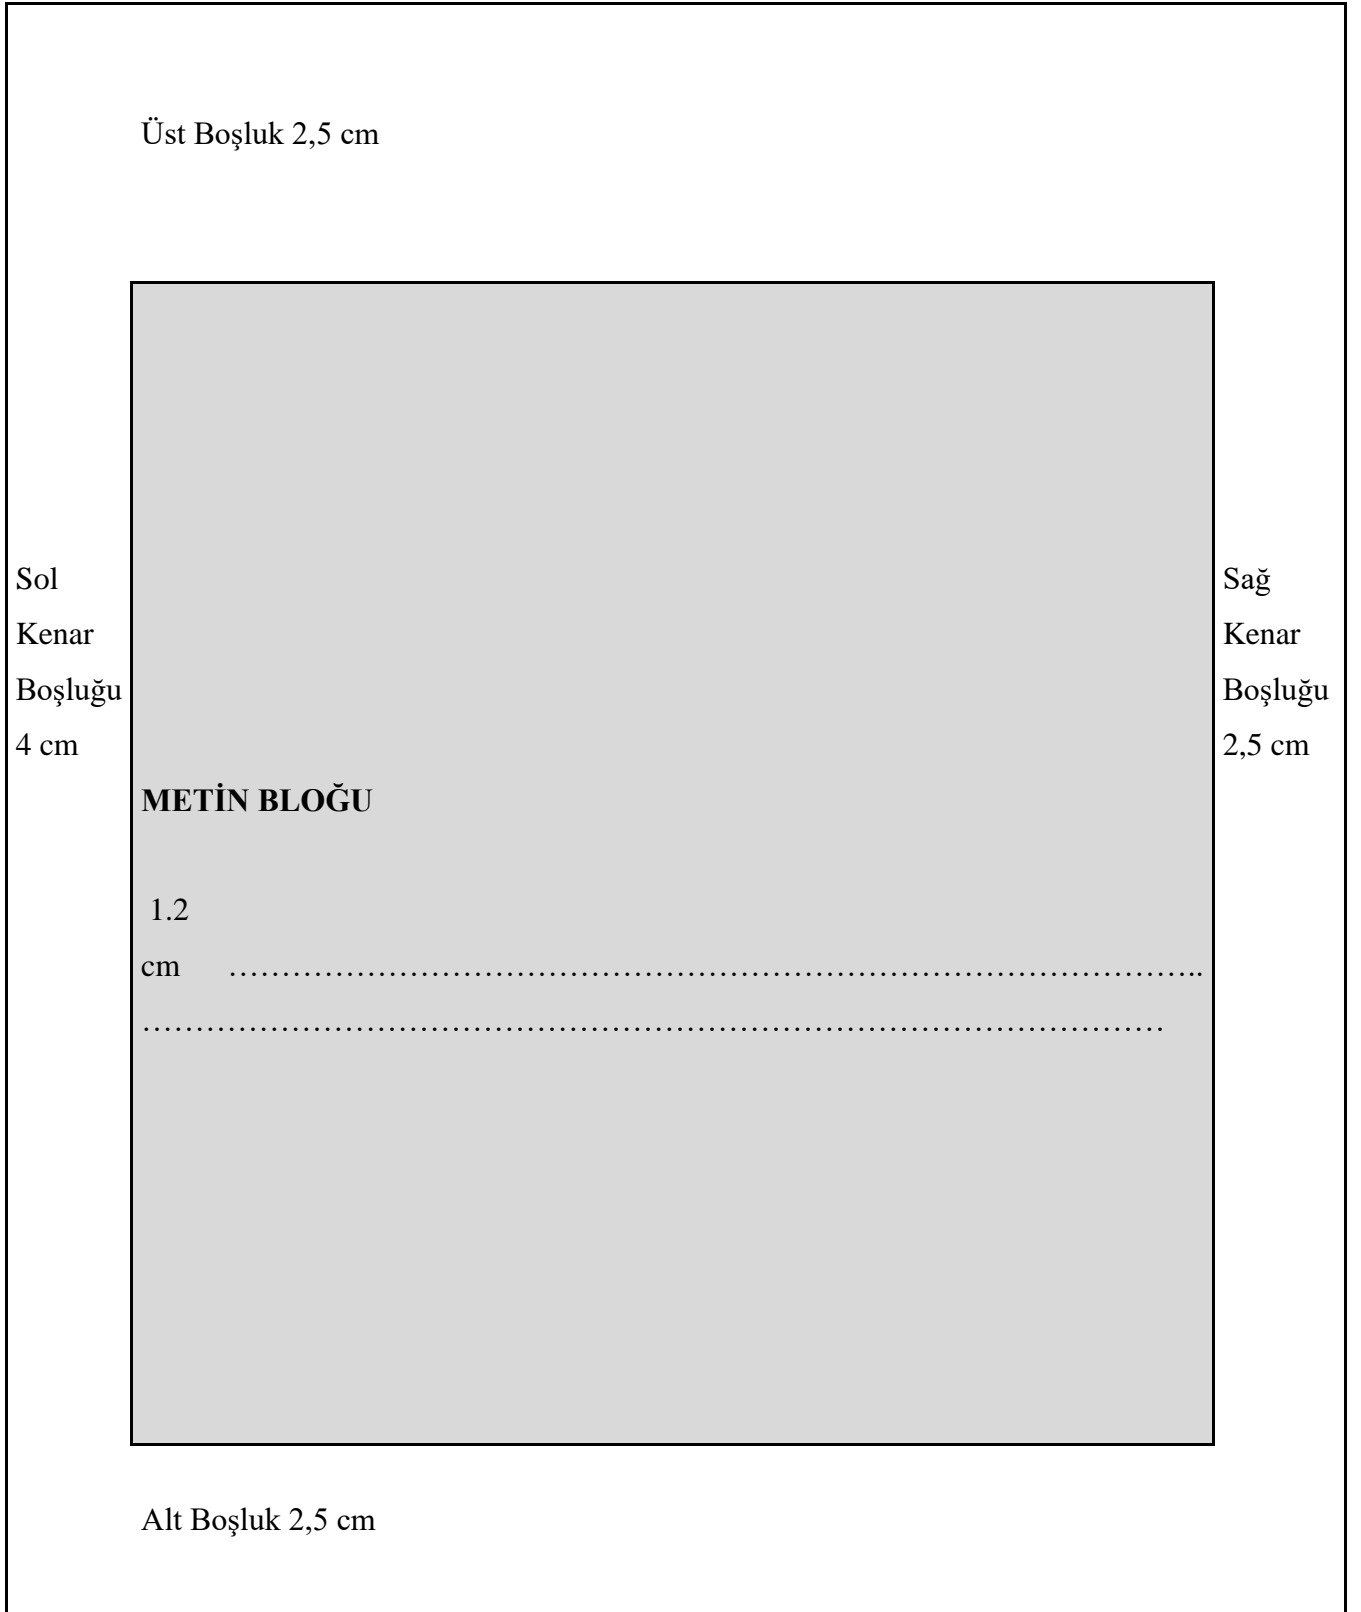 Üst Boşluk 2,5 cm
Sol
Kenar
Boşluğu
4 cm
Sağ
Kenar
Boşluğu
2,5 cm
METİN BLOĞU
1.2
cm ………………………………………………………………………………..
……………………………………………………………………………………
Alt Boşluk 2,5 cm